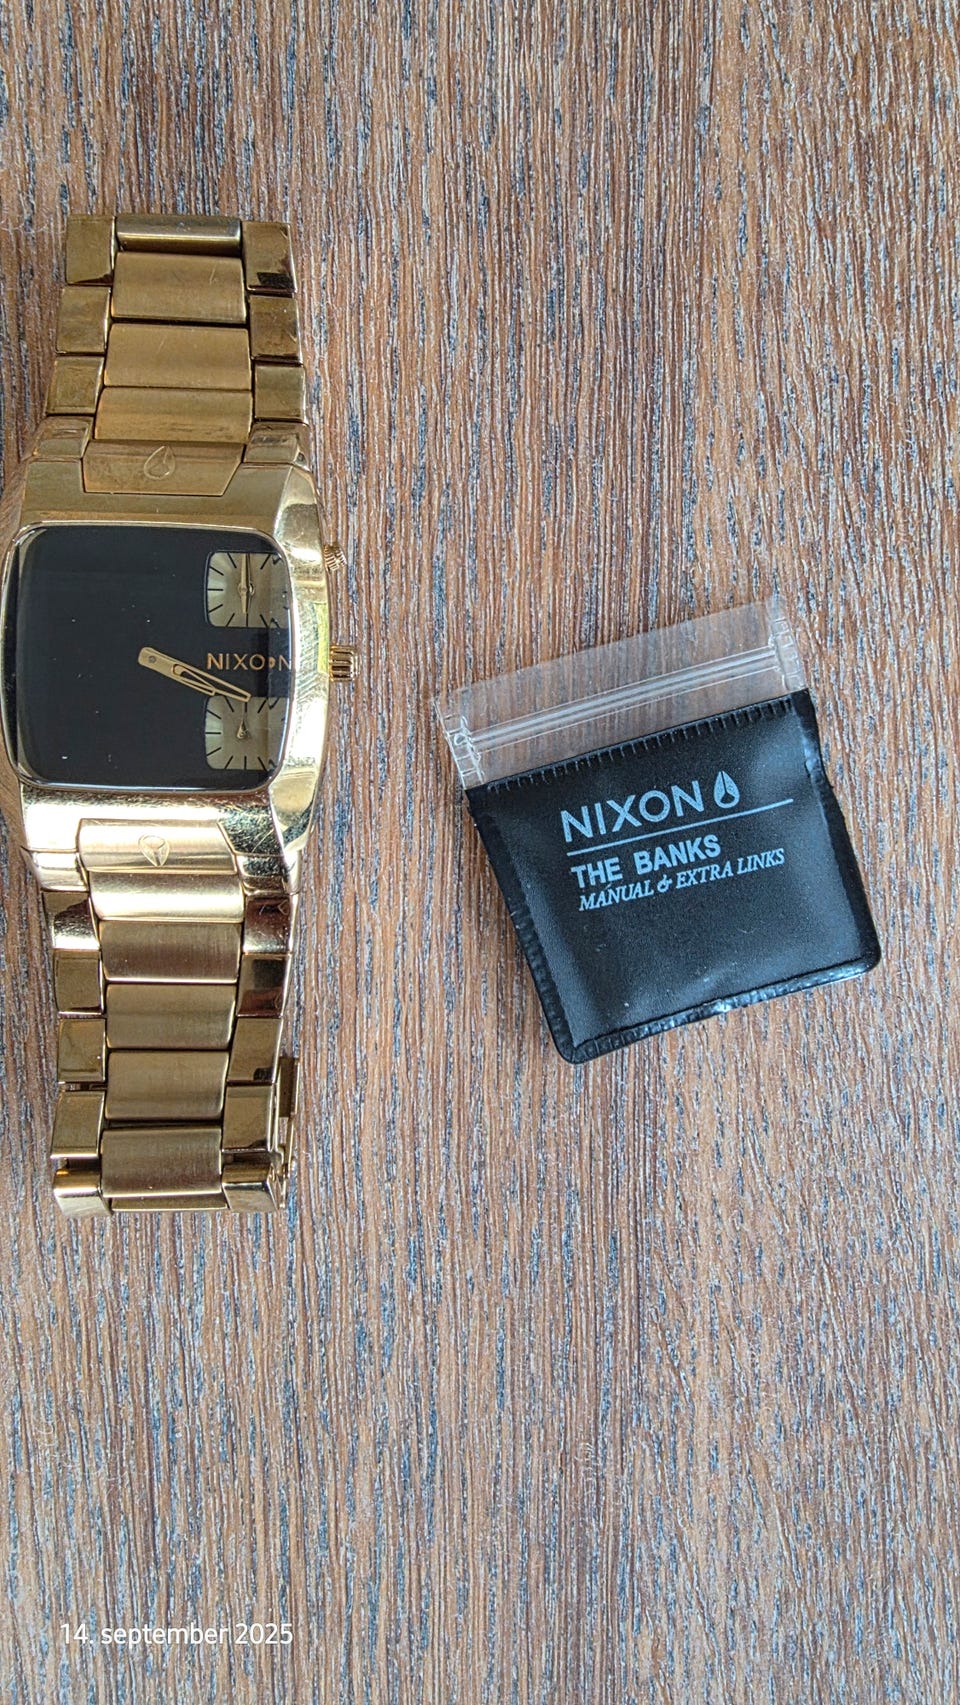 NIXON
NIXON
THE BANKS
MANUAL & EXTRA LINKS
14. september 2025